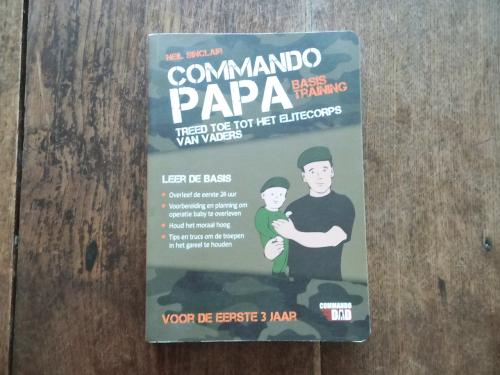 NEIL SINCLAIR
COMMANDO
PAPA
BASIS
TRAINING
TREED TOE TOT HET ELITECORPS
VAN VADERS
LEER DE BASIS
Overleef de eerste 24 uur
Voorbereiding en planning om
operatie baby te overleven
Houd het moraal hoog
Tips en trucs om de troepen
in het gareel te houden
VOOR DE EERSTE 3 JAAR
COMMANDO
DAD